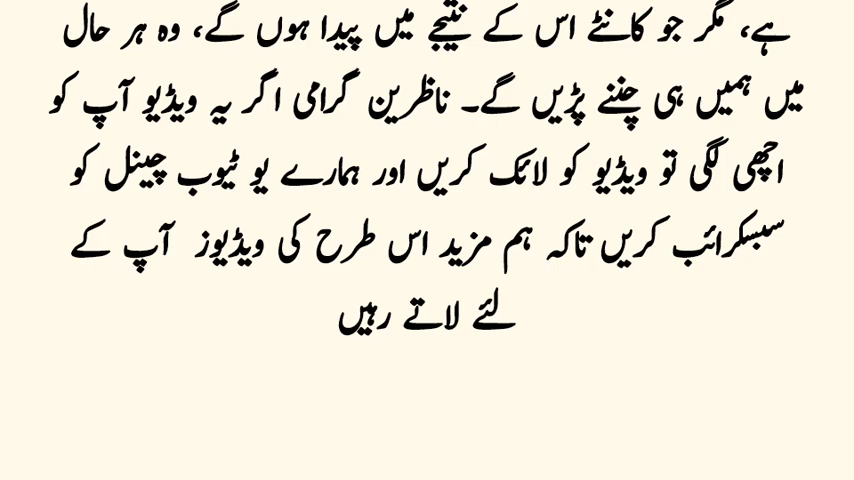 ہے، مگر جو کانٹے اس کے نتیجے میں پیدا ہوں گے، وہ ہر حال
میں ہمیں ہی چننے پڑیں گے۔ ناظرین گرامی اگر یہ ویڈیو آپ کو
اچھی لگی تو ویڈیو کو لائک کریں اور ہمارے یو ٹیوب چینل کو
سبسکرائب کریں تاکہ ہم مزید اس طرح کی ویڈیوز آپ کے
لئے لاتے رہیں